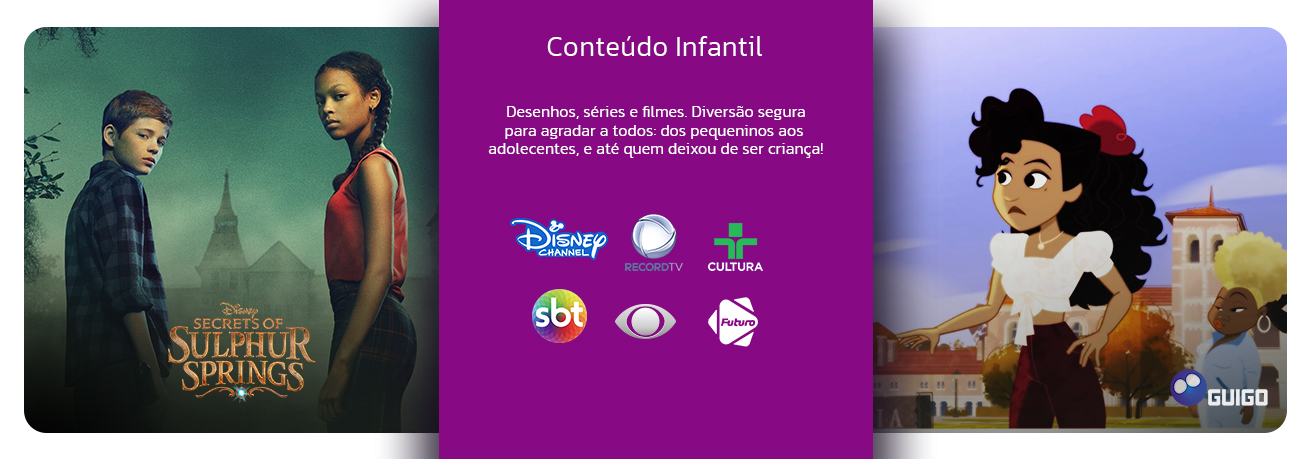 Conteúdo Infantil
Desenhos, séries e filmes. Diversão segura
para agradar a todos: dos pequeninos aos
adolecentes, e até quem deixou de ser criança!
Disney
CHANNEL
RECORDTV
CULTURA
sbt
Futuro
Disney
SECRETS OF
SULPHUR
SPRINGS
GUIGO